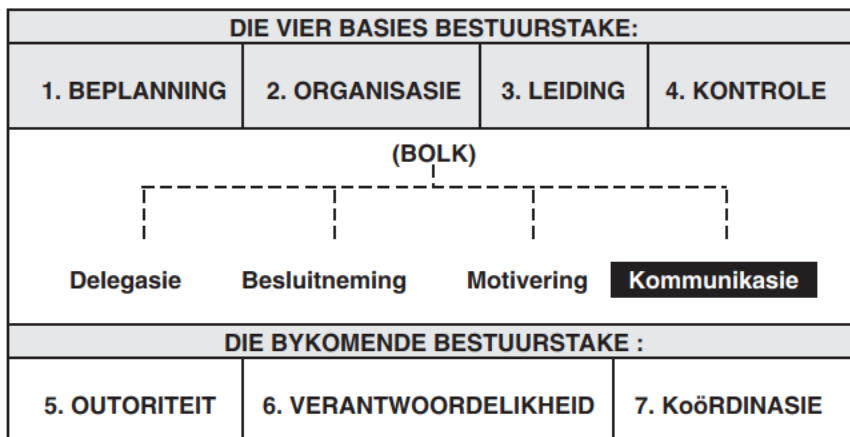 DIE VIER BASIES BESTUURSTAKE:
1. BEPLANNING 2. ORGANISASIE 3. LEIDING 4. KONTROLE
(BOLK)
Delegasie Besluitneming Motivering Kommunikasie
DIE BYKOMENDE BESTUURSTAKE :
5. OUTORITEIT 6. VERANTWOORDELIKHEID 7. KoöRDINASIE